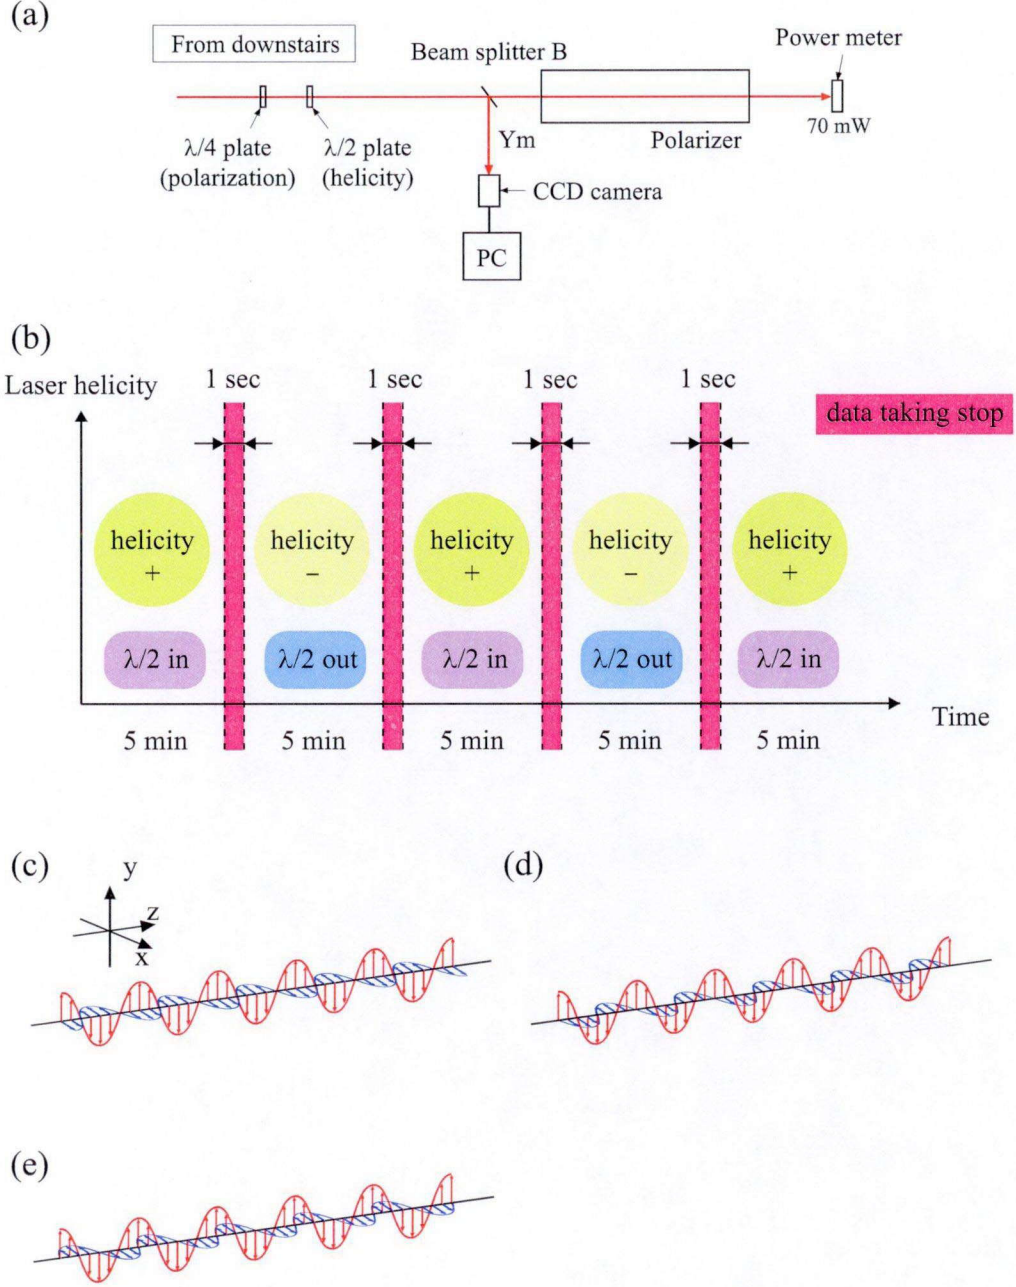 (a)
From downstairs
Beam splitter B
Power meter
λ/4 plate
(polarization)
λ/2 plate
(helicity)
Ym
Polarizer
70 mW
CCD camera
PC
(b)
Laser helicity
1 sec
1 sec
1 sec
1 sec
data taking stop
helicity
+
helicity
−
helicity
+
helicity
−
helicity
+
λ/2 in
λ/2 out
λ/2 in
λ/2 out
λ/2 in
5 min
5 min
5 min
5 min
5 min
Time
(c)
y
z
x
(d)
(e)